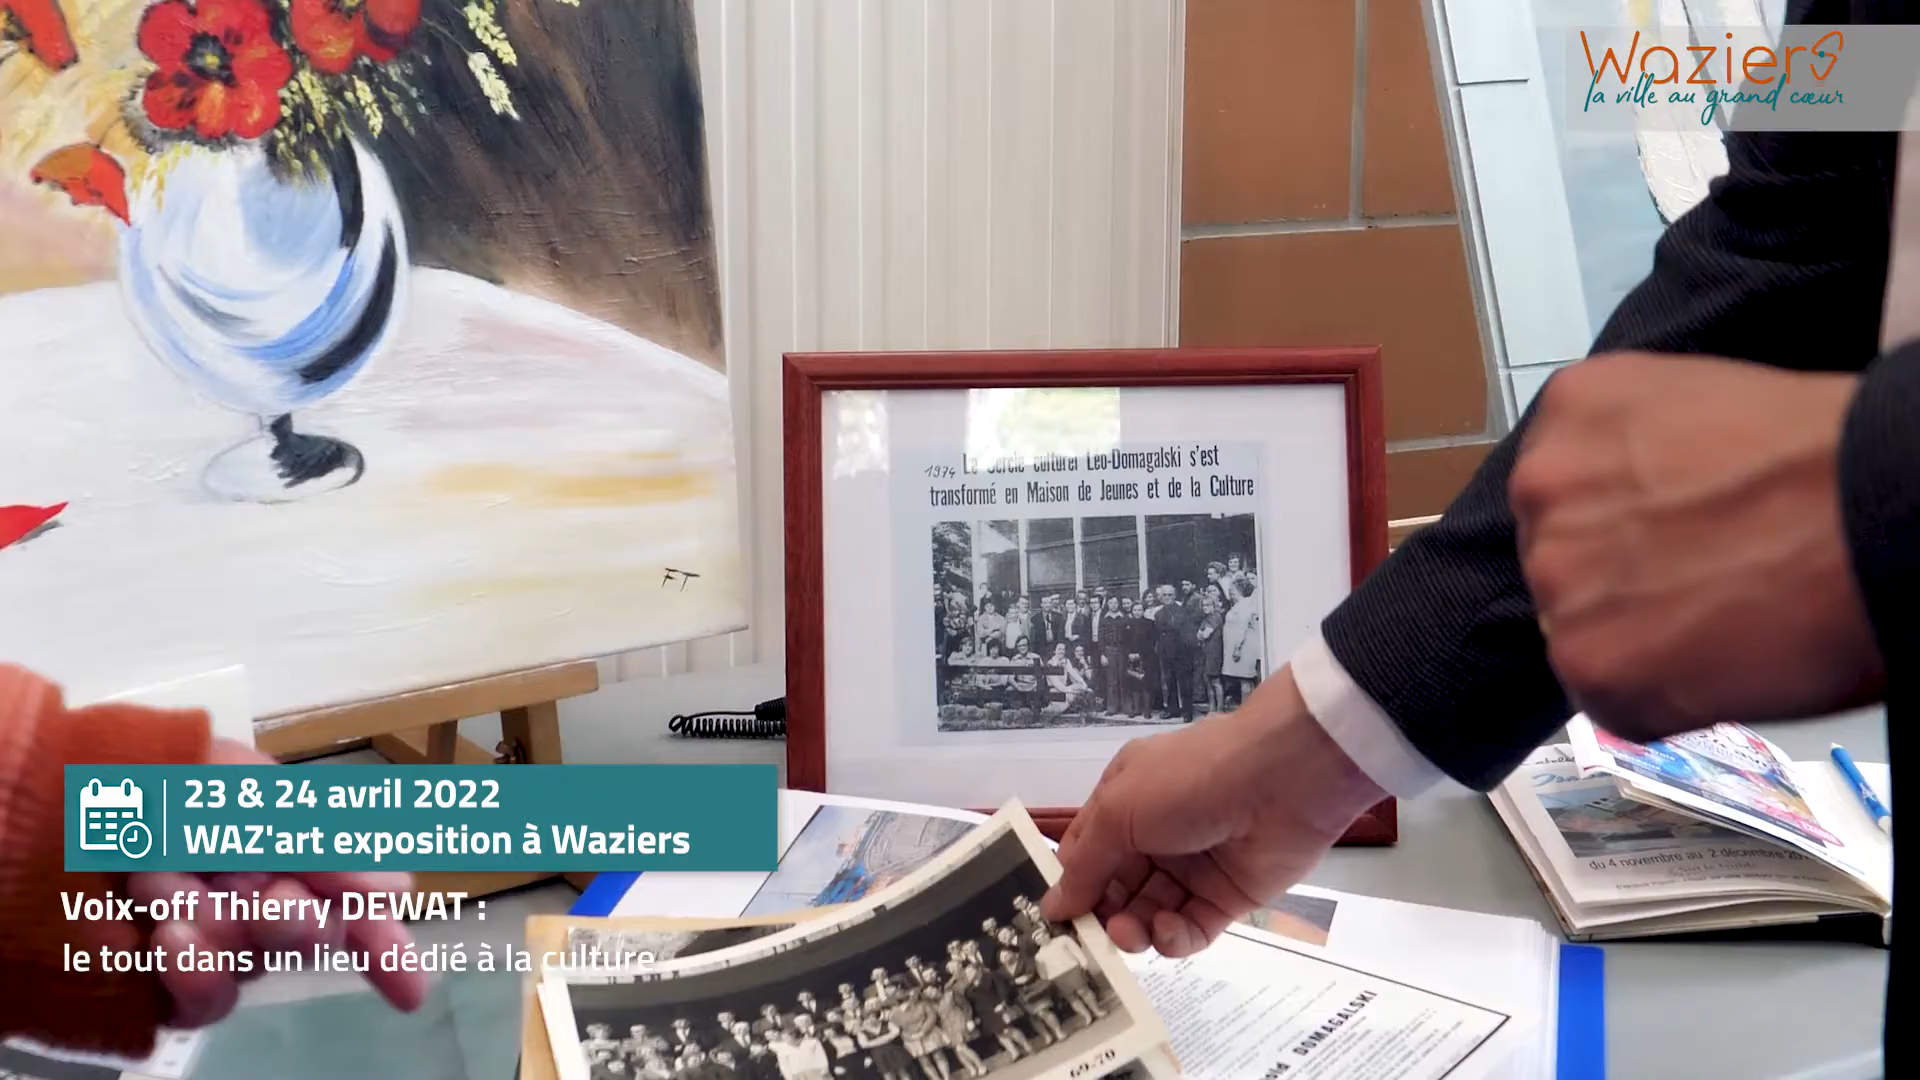 Waziers
la ville au grand cœur
1974 Le Cercle culturel Léo-Domagalski s'est
transformé en Maison de Jeunes et de la Culture
FT
23 & 24 avril 2022
WAZ'art exposition à Waziers
Voix-off Thierry DEWAT :
le tout dans un lieu dédié à la culture
du 4 novembre au 2 décembre
69-70
DOMAGALSKI